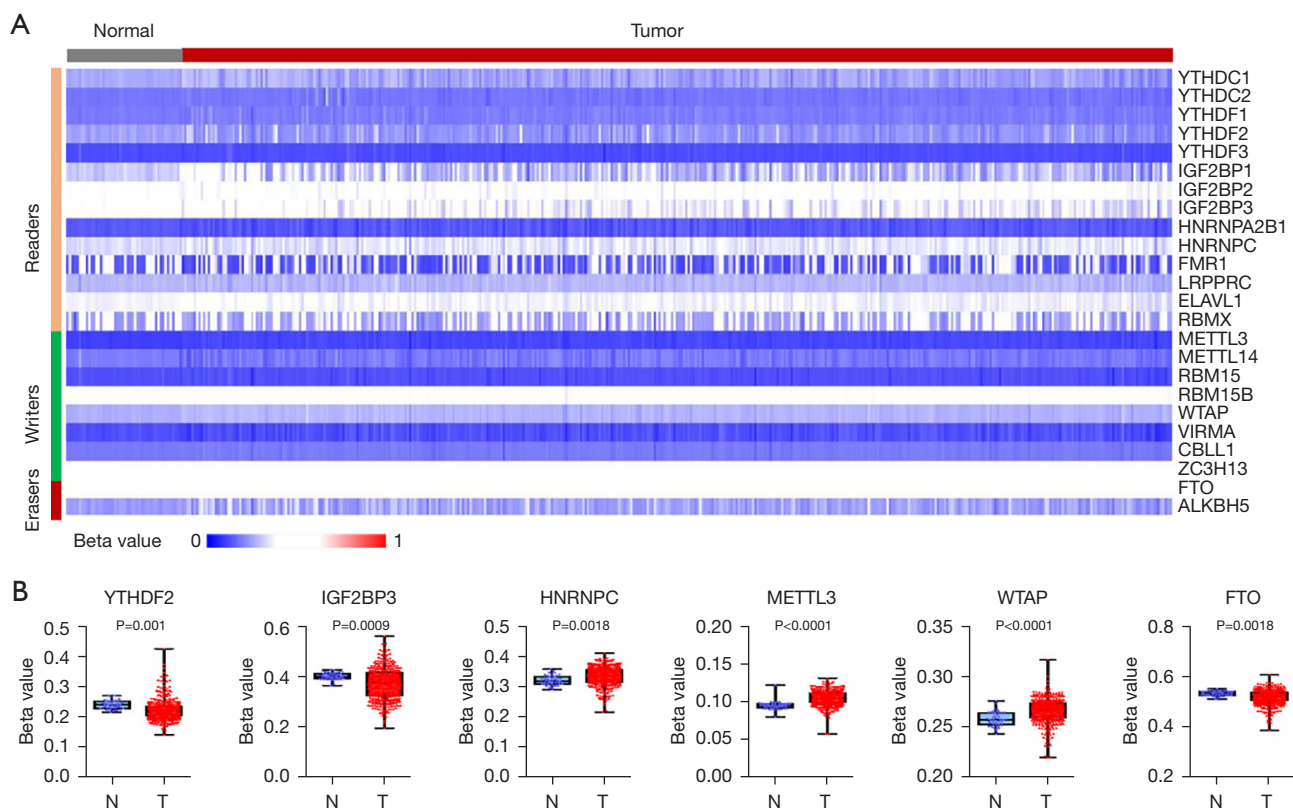 A
Normal
Tumor
Readers
Writers
Erasers
YTHDC1
YTHDC2
YTHDF1
YTHDF2
YTHDF3
IGF2BP1
IGF2BP2
IGF2BP3
HNRNPA2B1
HNRNPC
FMR1
LRPPRC
ELAVL1
RBMX
METTL3
METTL14
RBM15
RBM15B
WTAP
VIRMA
CBLL1
ZC3H13
FTO
ALKBH5
Beta value 0 1
B
YTHDF2
P=0.001
Beta value
0.5
0.4
0.3
0.2
0.1
0.0
N T
IGF2BP3
P=0.0009
Beta value
0.6
0.4
0.2
0.0
N T
HNRNPC
P=0.0018
Beta value
0.5
0.4
0.3
0.2
0.1
0.0
N T
METTL3
P<0.0001
Beta value
0.20
0.15
0.10
0.05
0.00
N T
WTAP
P<0.0001
Beta value
0.35
0.30
0.25
0.20
N T
FTO
P=0.0018
Beta value
0.8
0.6
0.4
0.2
N T